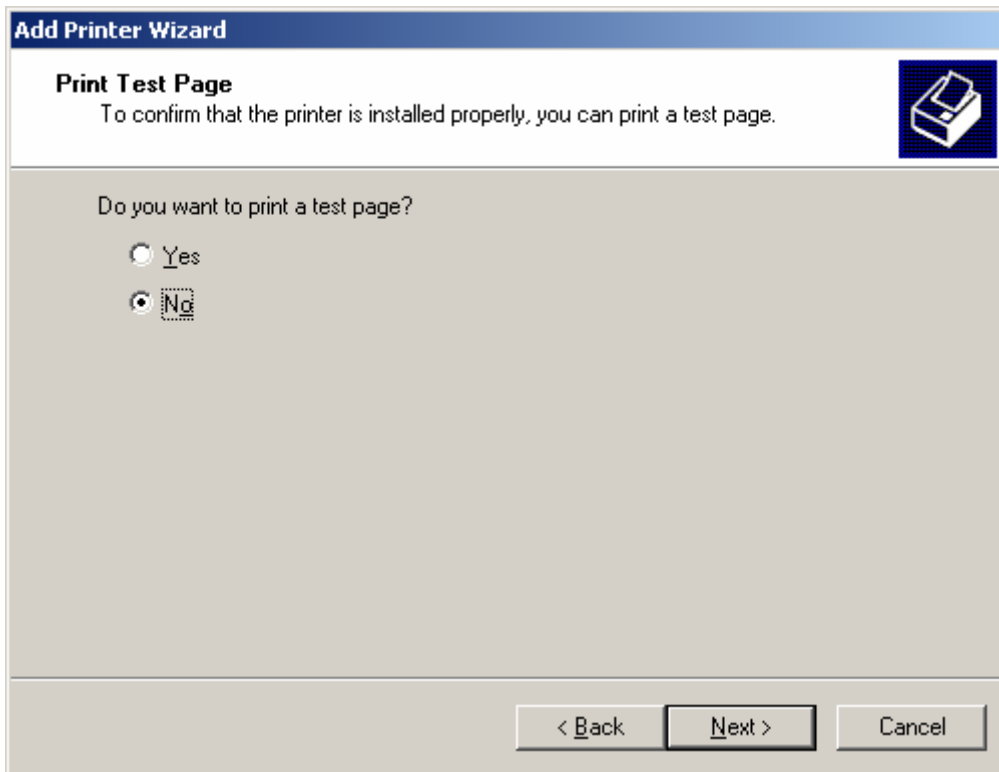 Add Printer Wizard
Print Test Page
To confirm that the printer is installed properly, you can print a test page.
Do you want to print a test page?
Yes
No
< Back
Next >
Cancel